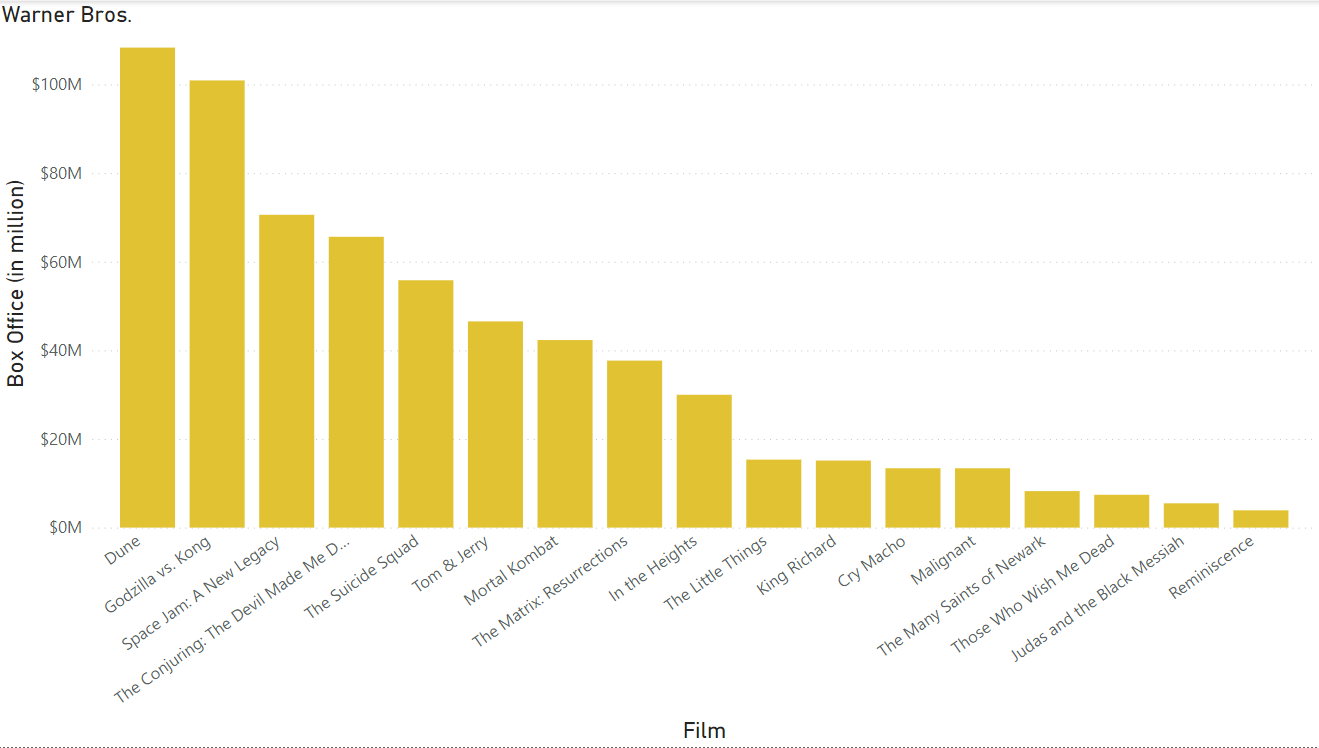 Warner Bros.
Box Office (in million)
$100M
$80M
$60M
$40M
$20M
$0M
Dune
Godzilla vs. Kong
Space Jam: A New Legacy
The Conjuring: The Devil Made Me D...
The Suicide Squad
Tom & Jerry
Mortal Kombat
The Matrix: Resurrections
In the Heights
The Little Things
King Richard
Cry Macho
Malignant
The Many Saints of Newark
Those Who Wish Me Dead
Judas and the Black Messiah
Reminiscence
Film